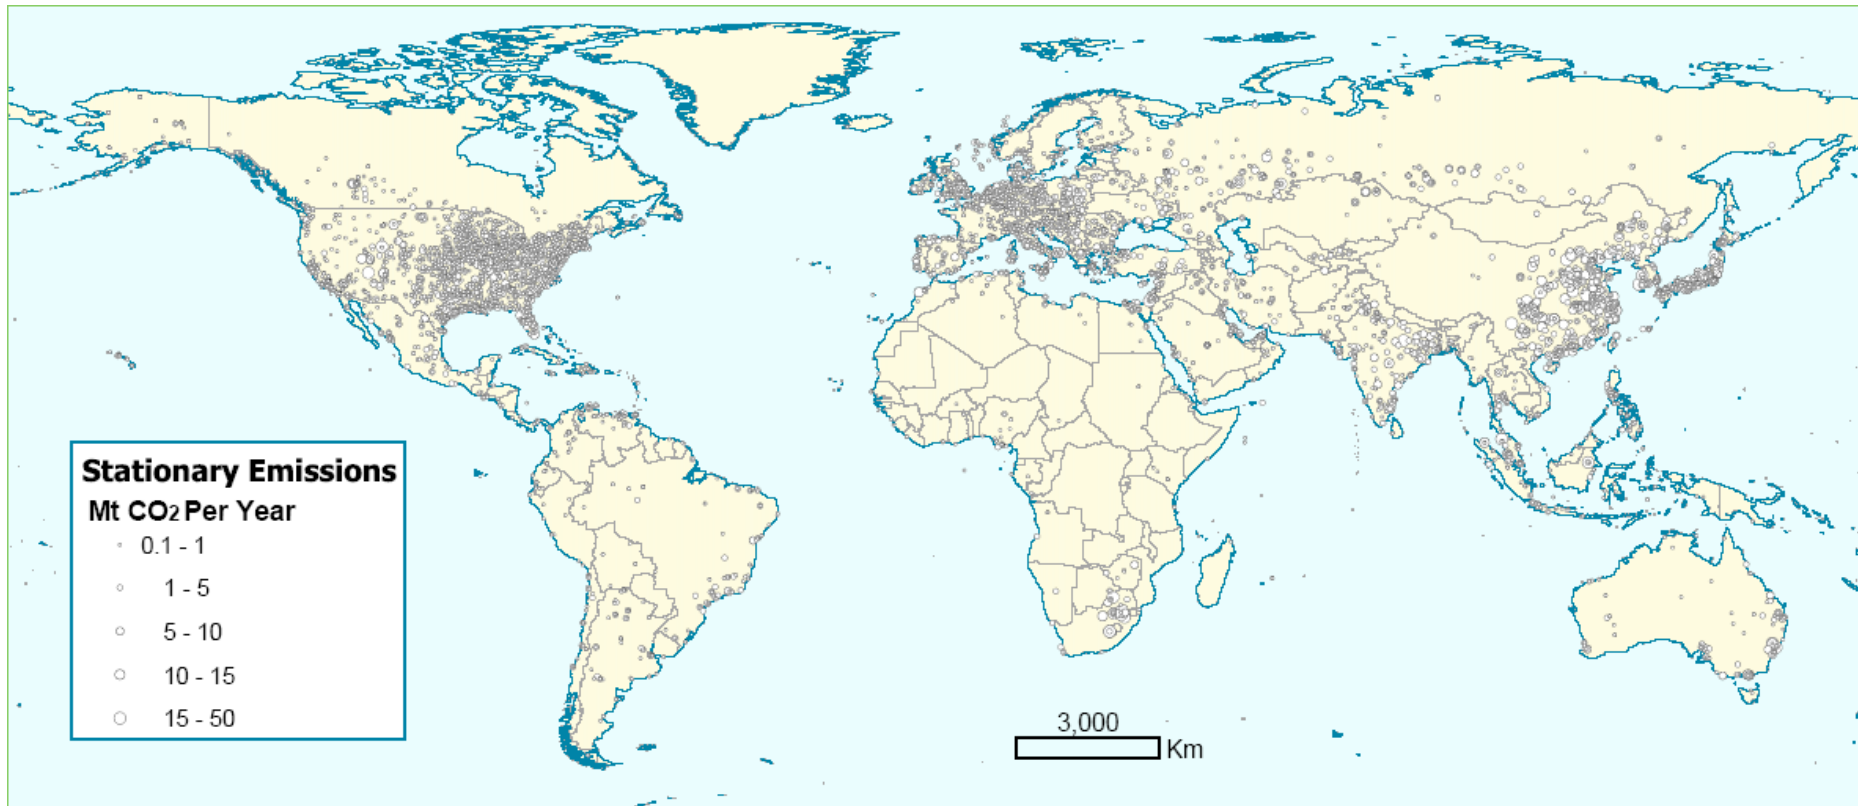 Stationary Emissions
Mt CO2 Per Year
0.1 - 1
1 - 5
5 - 10
10 - 15
15 - 50
3,000
Km